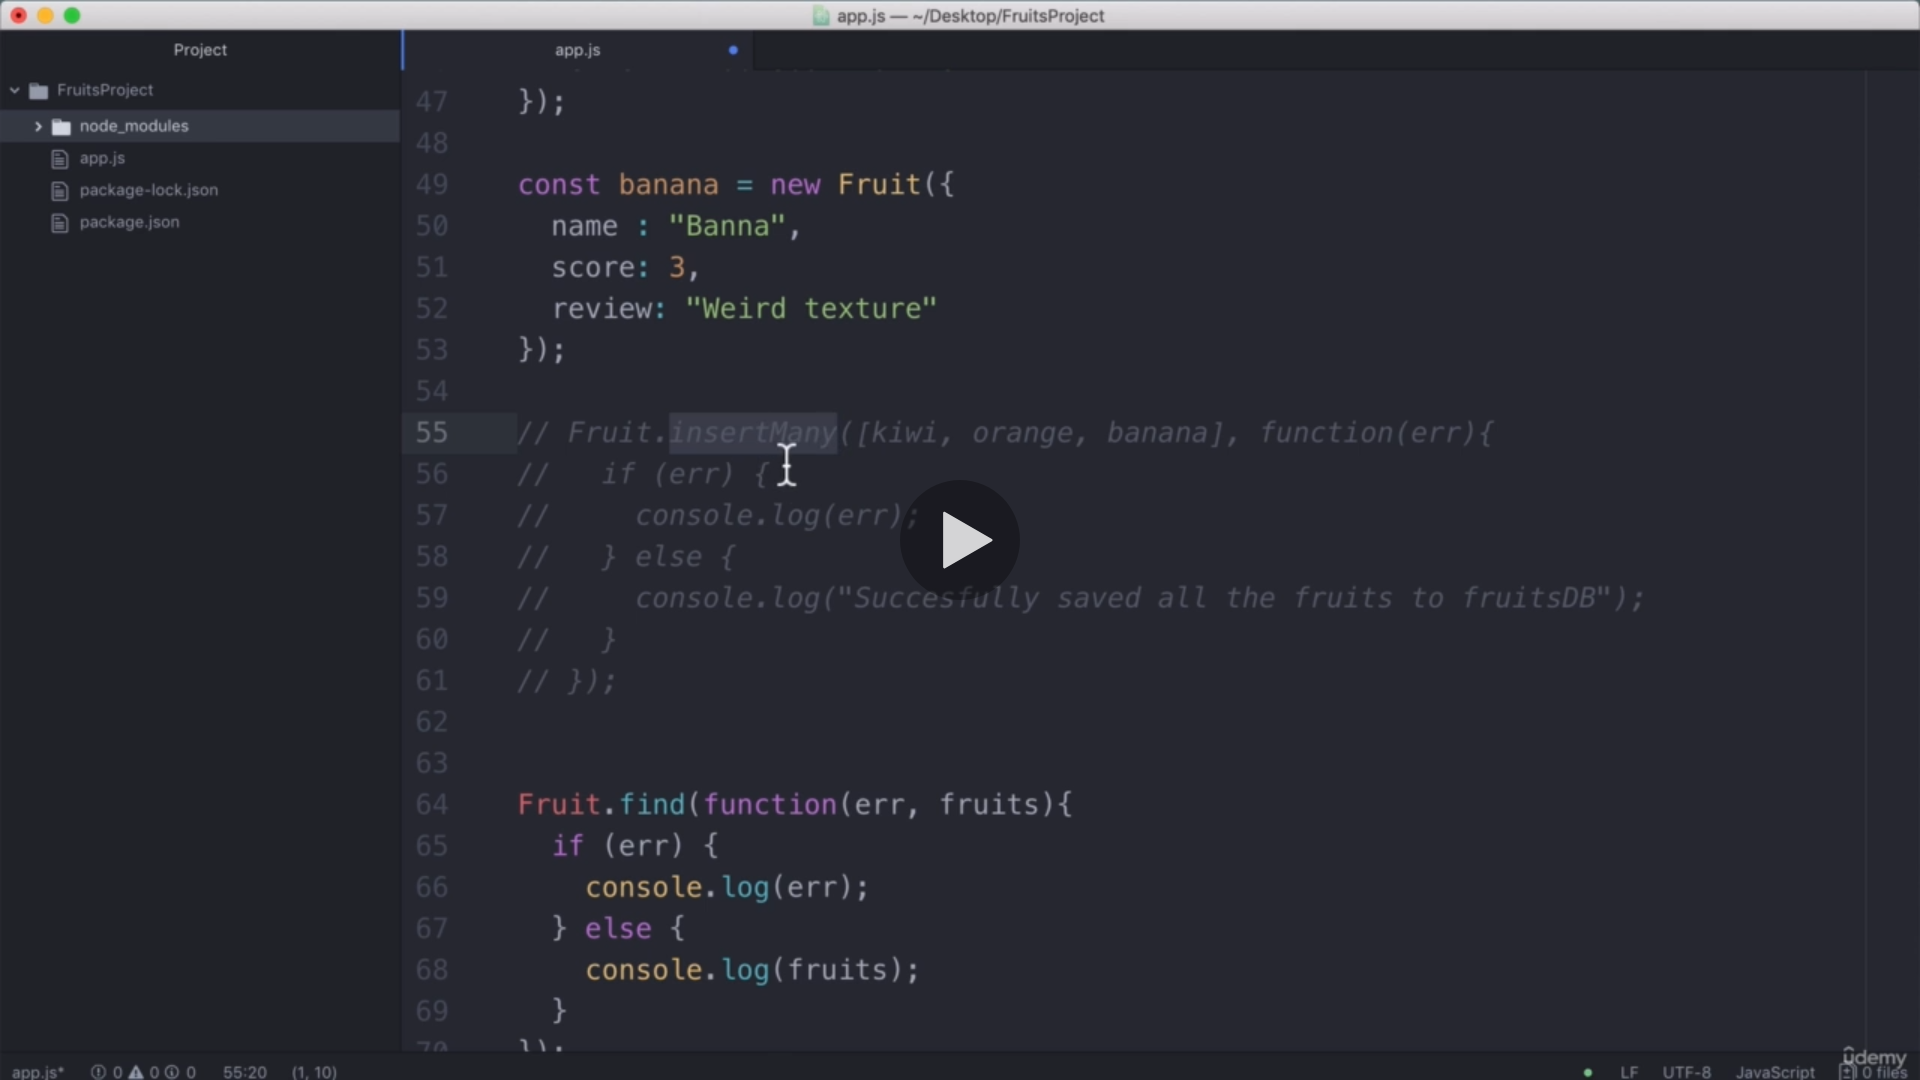 app.js — ~/Desktop/FruitsProject
Project
app.js
FruitsProject
node_modules
app.js
package-lock.json
package.json
47 });
48
49 const banana = new Fruit({
50 name : "Banna",
51 score: 3,
52 review: "Weird texture"
53 });
54
55 // Fruit.insertMany([kiwi, orange, banana], function(err){
56 // if (err) {
57 // console.log(err);
58 // } else {
59 // console.log("Succesfully saved all the fruits to fruitsDB");
60 // }
61 // });
62
63
64 Fruit.find(function(err, fruits){
65 if (err) {
66 console.log(err);
67 } else {
68 console.log(fruits);
69 }
70 });
app.js* 0 0 0 55:20 (1, 10)
LF UTF-8 JavaScript 0 files
ûdemy